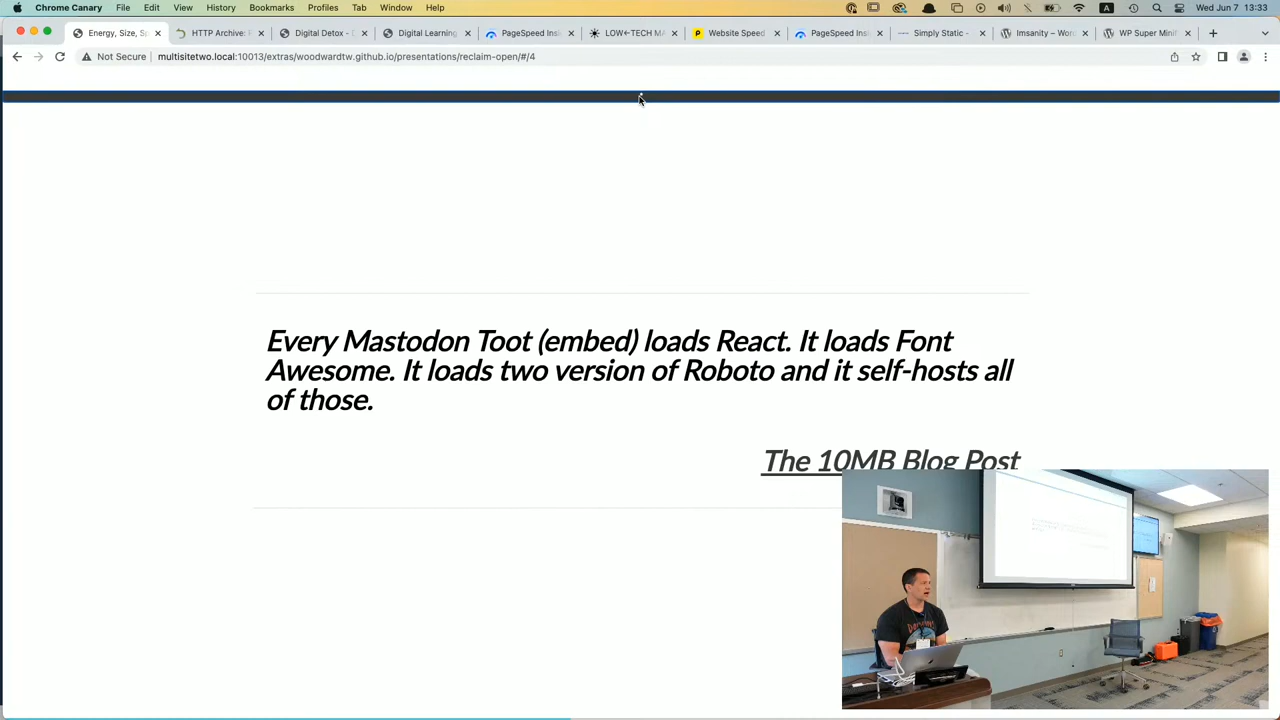 Chrome Canary File Edit View History Bookmarks Profiles Tab Window Help
A Wed Jun 7 13:33
Energy, Size, Sp
HTTP Archive:
Digital Detox -
Digital Learning
PageSpeed Insi
LOW←TECH MA
Website Speed
PageSpeed Insi
Simply Static -
Imsanity – Word
WP Super Minif
Not Secure multisitetwo.local:10013/extras/woodwardtw.github.io/presentations/reclaim-open/#/4
Every Mastodon Toot (embed) loads React. It loads Font
Awesome. It loads two version of Roboto and it self-hosts all
of those.
The 10MB Blog Post